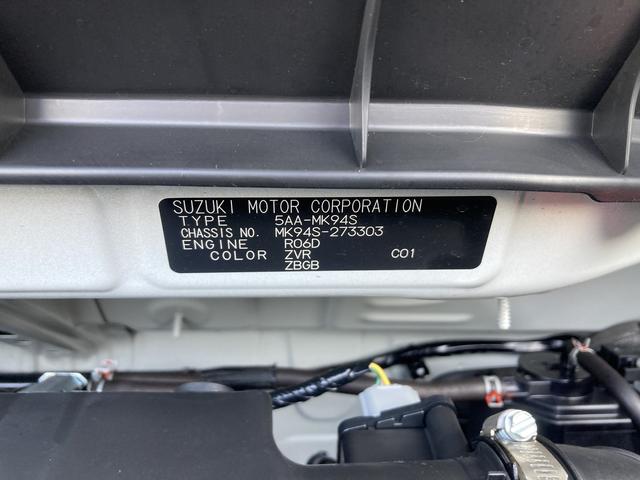 SUZUKI MOTOR CORPORATION
TYPE 5AA-MK94S
CHASSIS NO. MK94S-273303
ENGINE R06D
COLOR ZVR C01
ZBGB